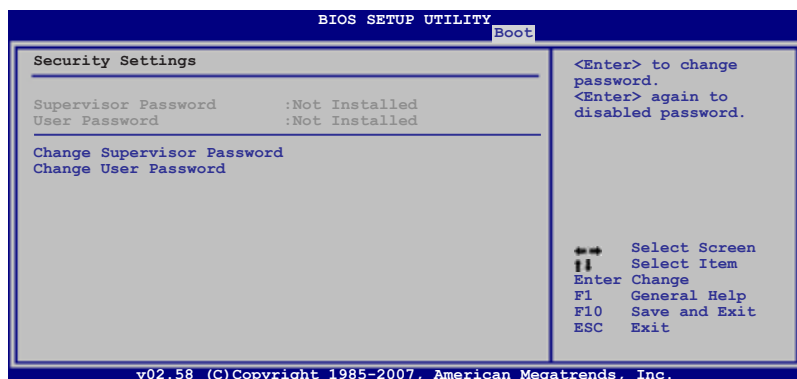 BIOS SETUP UTILITY
Boot
Security Settings
Supervisor Password :Not Installed
User Password :Not Installed
Change Supervisor Password
Change User Password
<Enter> to change
password.
<Enter> again to
disabled password.
Select Screen
Select Item
Enter Change
F1 General Help
F10 Save and Exit
ESC Exit
v02.58 (C)Copyright 1985-2007, American Megatrends, Inc.